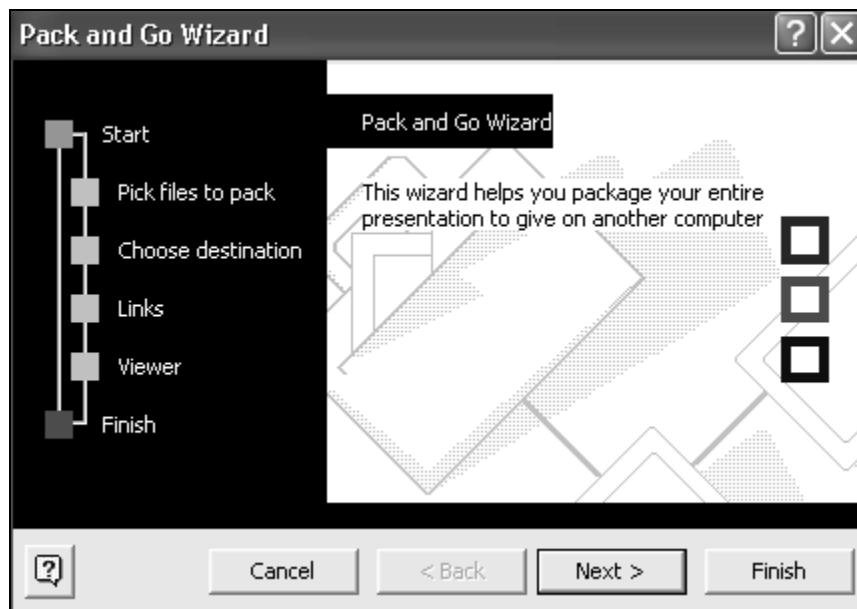 Pack and Go Wizard
Start
Pick files to pack
Choose destination
Links
Viewer
Finish
Pack and Go Wizard
This wizard helps you package your entire
presentation to give on another computer
Cancel
< Back
Next >
Finish